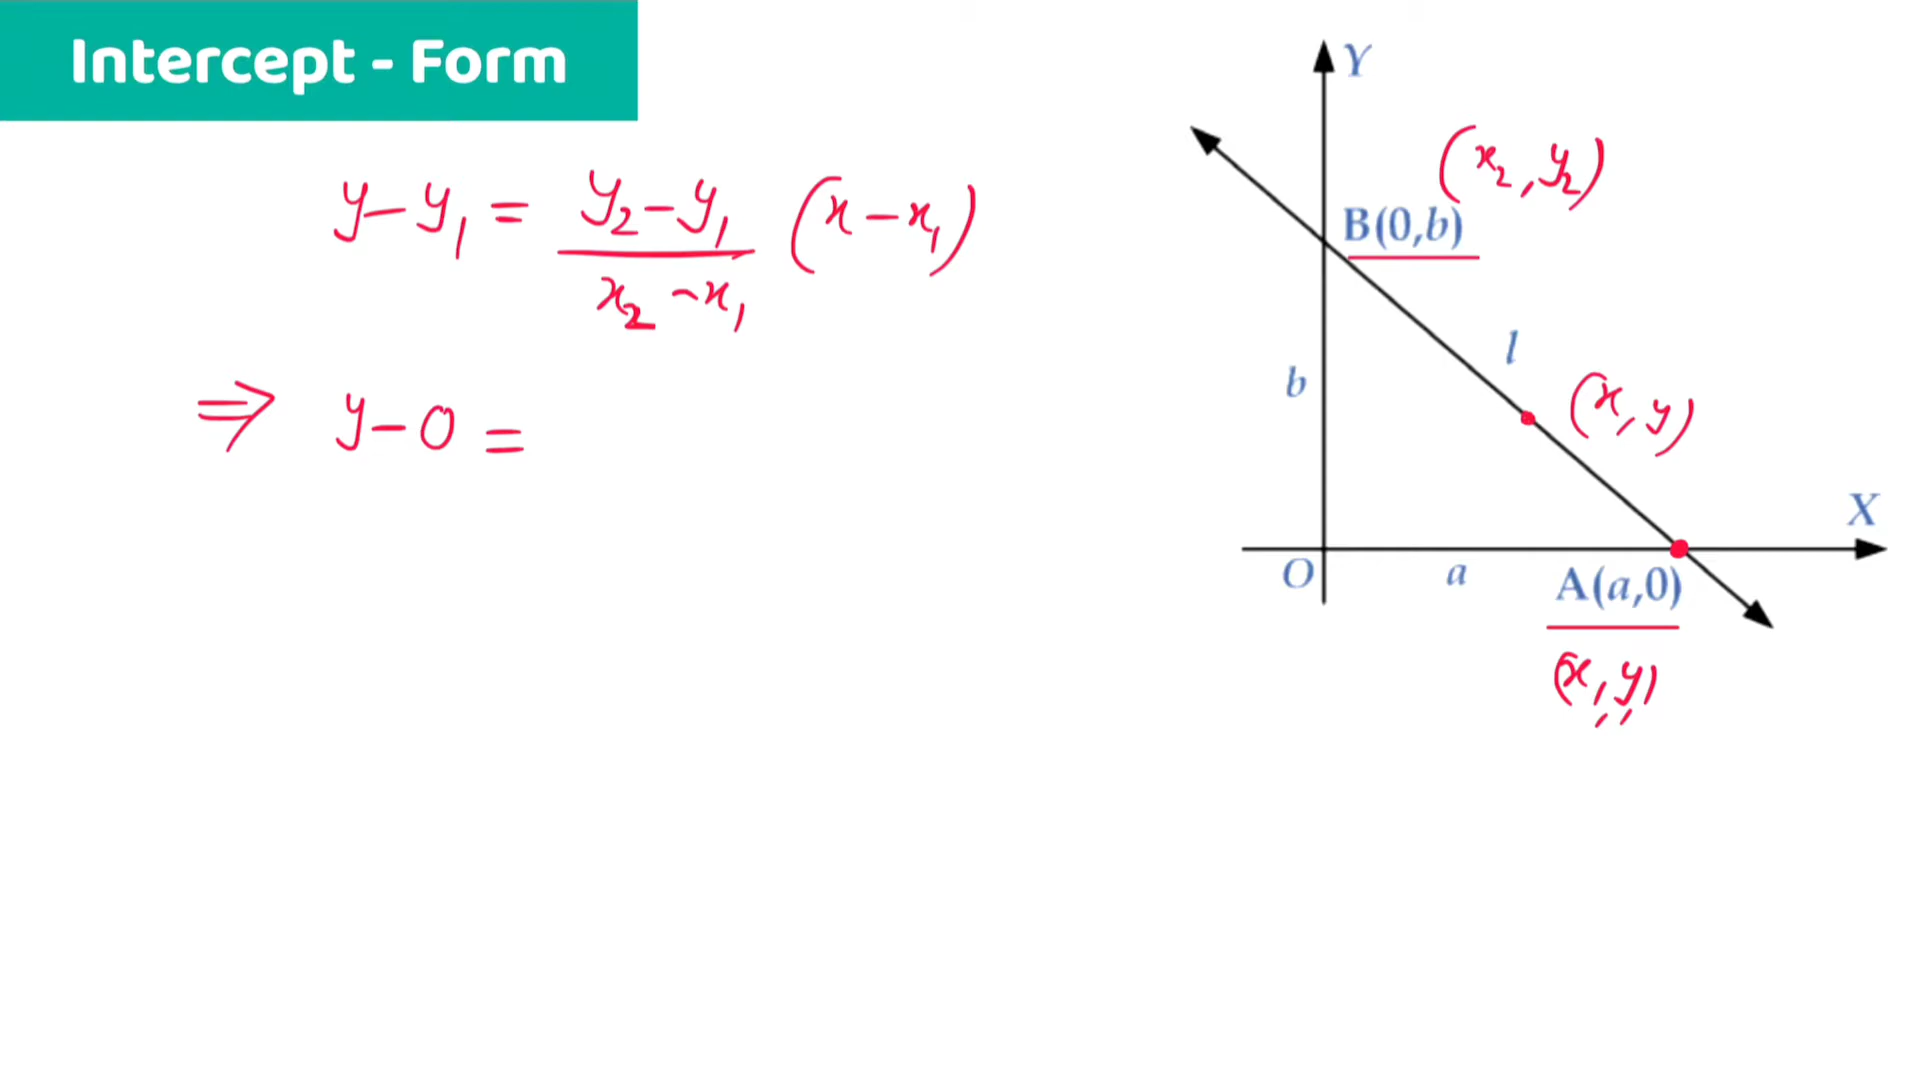 Intercept - Form
y - y₁ = y₂ - y₁ / x₂ - x₁ (x - x₁)
⇒ y - 0 =
Y
(x₂, y₂)
B(0,b)
l
b
(x, y)
X
O
a
A(a,0)
(x₁, y₁)